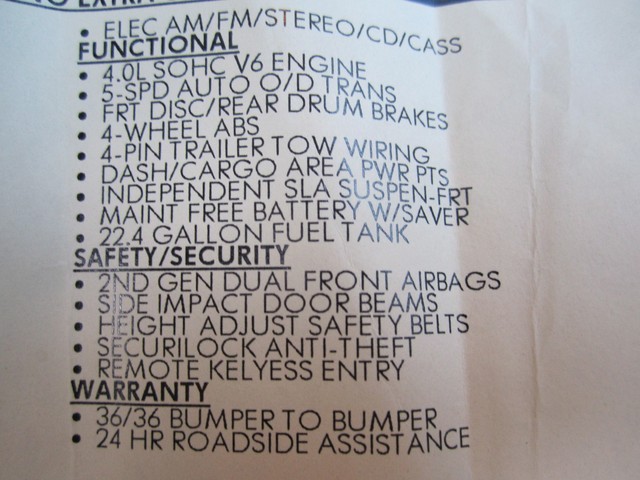 EXTRA
• ELEC AM/FM/STEREO/CD/CASS
FUNCTIONAL
• 4.0L SOHC V6 ENGINE
• 5-SPD AUTO O/D TRANS
• FRT DISC/REAR DRUM BRAKES
• 4-WHEEL ABS
• 4-PIN TRAILER TOW WIRING
• DASH/CARGO AREA PWR PTS
• INDEPENDENT SLA SUSPEN-FRT
• MAINT FREE BATTERY W/SAVER
• 22.4 GALLON FUEL TANK
SAFETY/SECURITY
• 2ND GEN DUAL FRONT AIRBAGS
• SIDE IMPACT DOOR BEAMS
• HEIGHT ADJUST SAFETY BELTS
• SECURILOCK ANTI-THEFT
• REMOTE KELYESS ENTRY
WARRANTY
• 36/36 BUMPER TO BUMPER
• 24 HR ROADSIDE ASSISTANCE